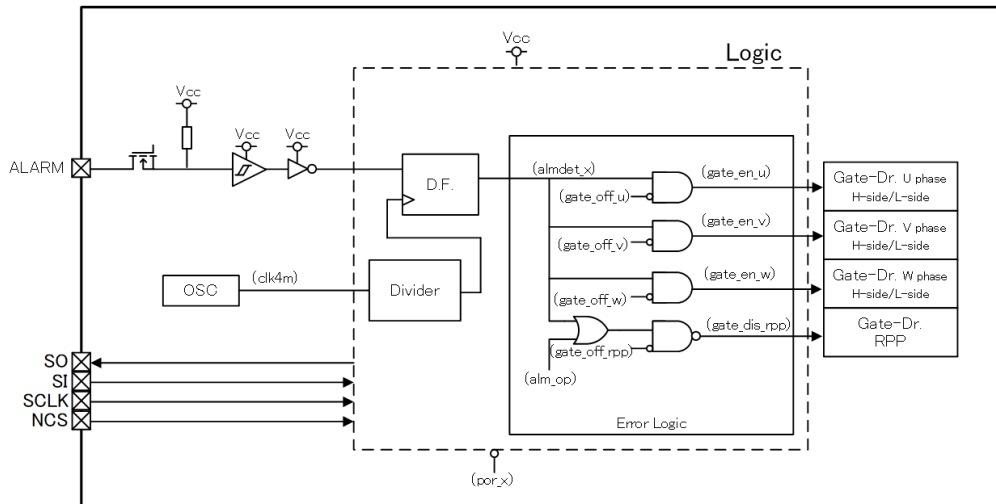 Vcc
Logic
Vcc
Vcc
Vcc
ALARM
D.F.
(almdet_x)
(gate_off_u)
(gate_en_u)
Gate-Dr. U phase
H-side/L-side
(gate_off_v)
(gate_en_v)
Gate-Dr. V phase
H-side/L-side
OSC
(clk4m)
Divider
(gate_off_w)
(gate_en_w)
Gate-Dr. W phase
H-side/L-side
(gate_off_rpp)
(gate_dis_rpp)
Gate-Dr.
RPP
(alm_op)
SO
SI
SCLK
NCS
Error Logic
(por_x)